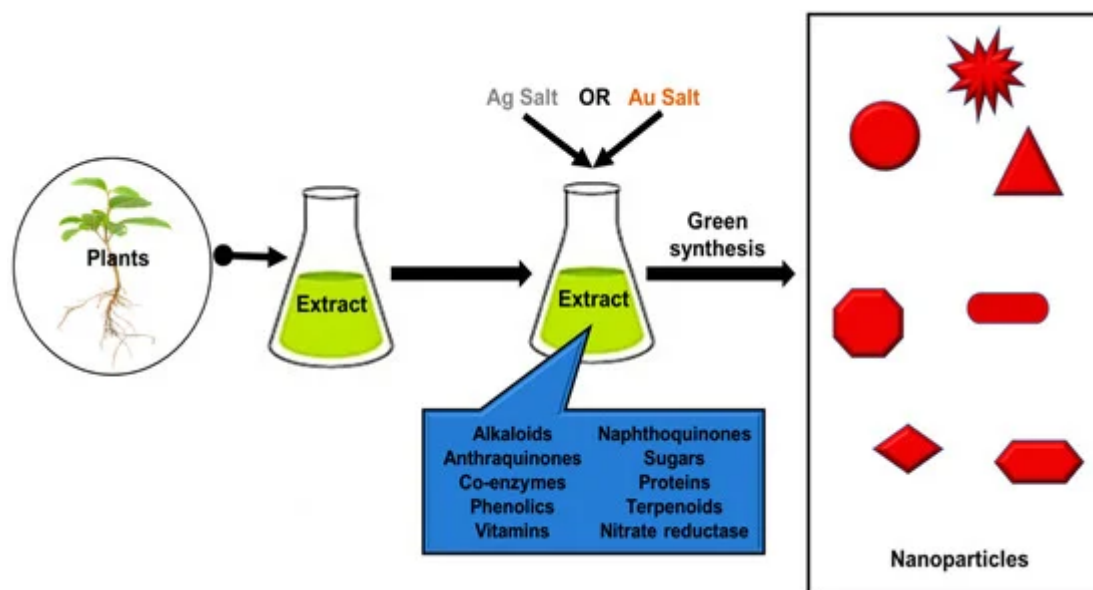 Ag Salt OR Au Salt
Plants
Extract
Extract
Green
synthesis
Alkaloids
Anthraquinones
Co-enzymes
Phenolics
Vitamins
Naphthoquinones
Sugars
Proteins
Terpenoids
Nitrate reductase
Nanoparticles